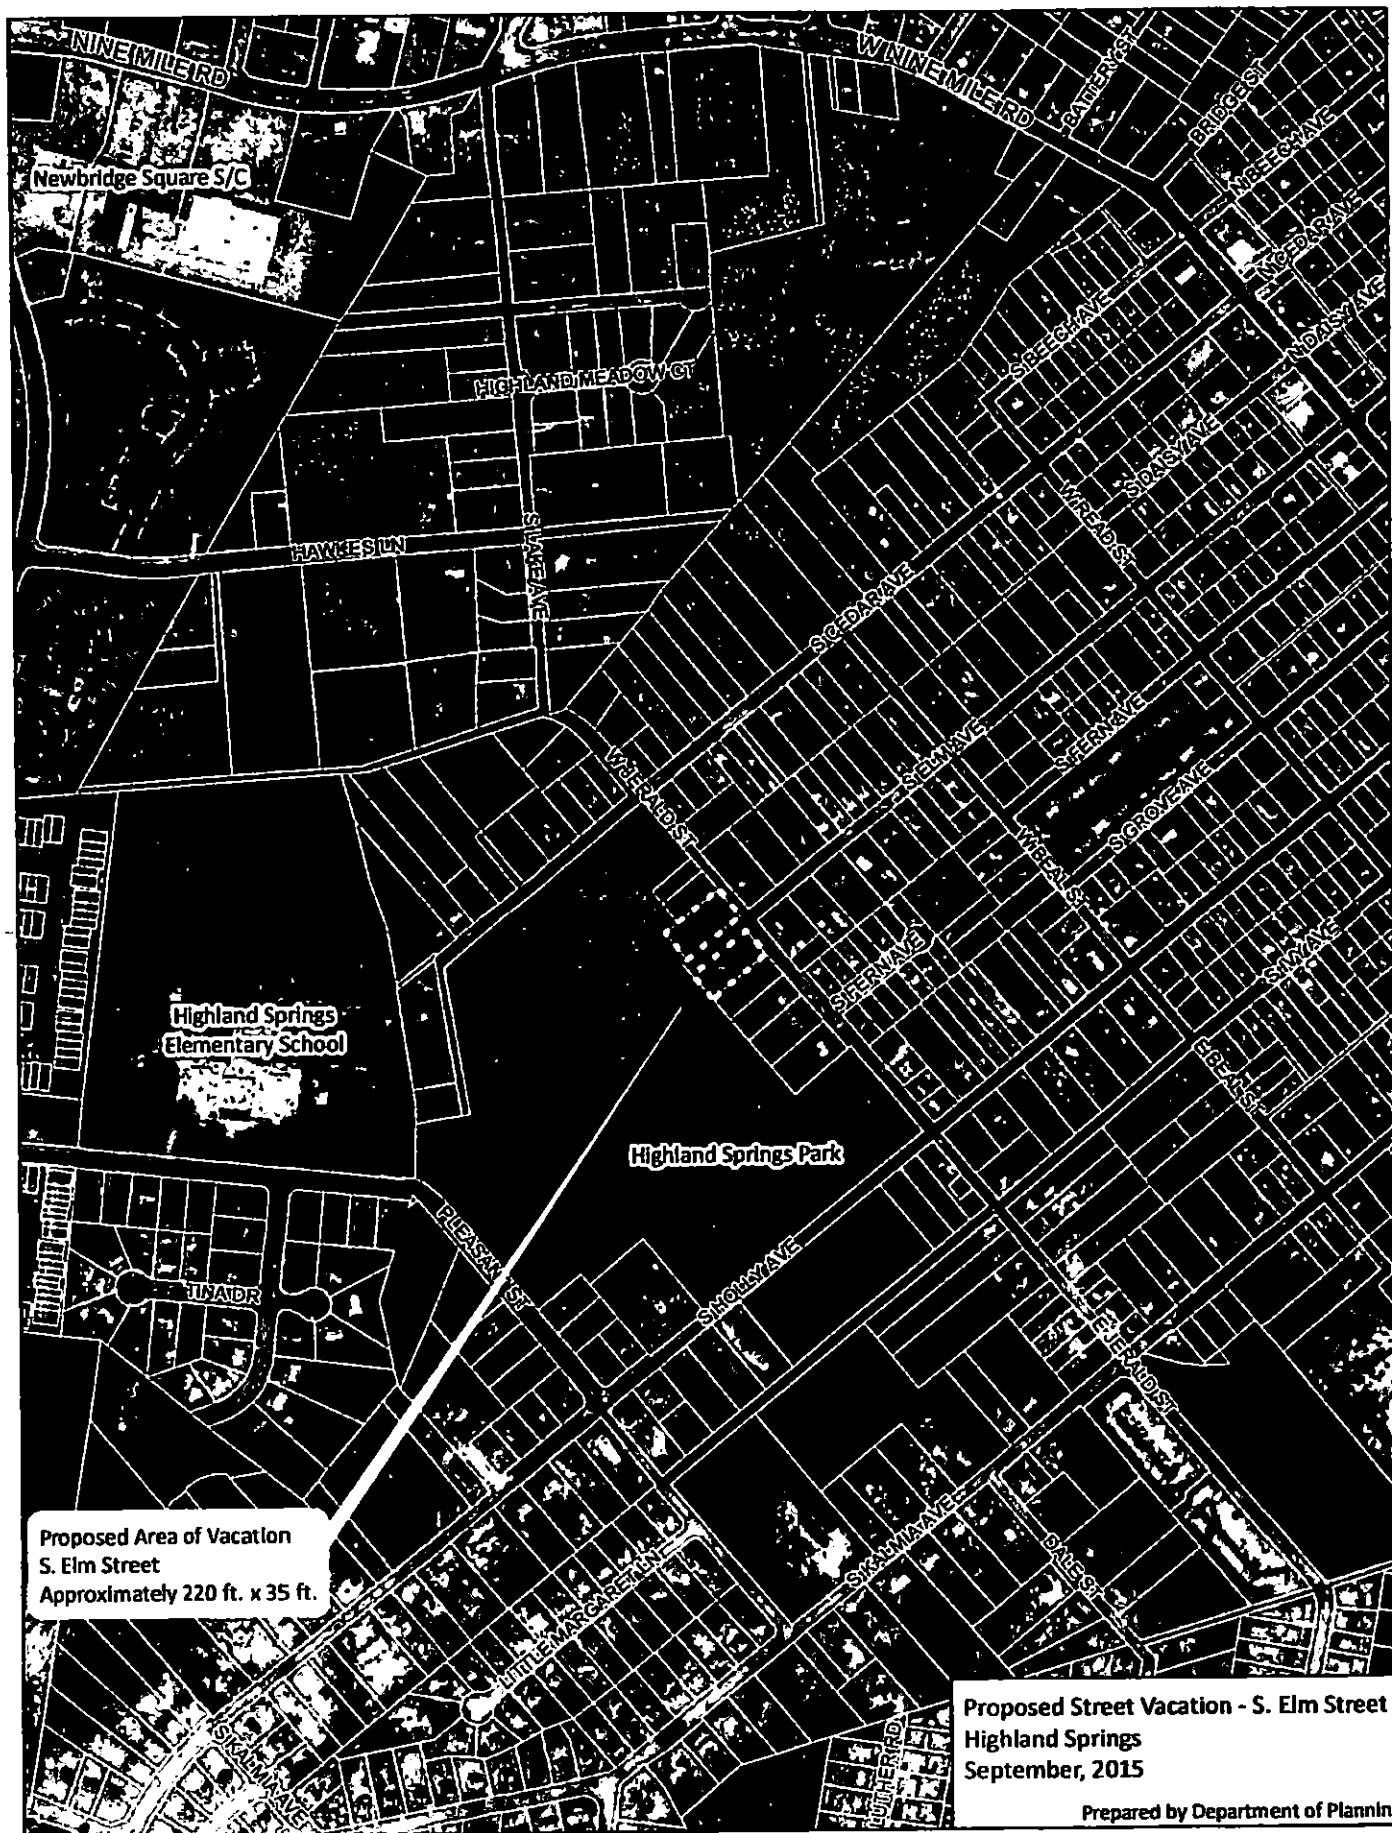 NINE MILE RD
W NINE MILE RD
BATTERY ST
BRIDGE ST
N BEECH AVE
Newbridge Square S/C
W CEDAR AVE
N DAISY AVE
S BEECH AVE
HIGHLAND MEADOW CT
S DAISY AVE
W READ ST
HAWKES LN
S LAKE AVE
S CEDAR AVE
S FERN AVE
S ELM AVE
W JERALD ST
S GROVE AVE
W BEAL ST
S FERN AVE
S IVY AVE
Highland Springs
Elementary School
E BEAL ST
Highland Springs Park
PLEASANT ST
TINA DR
S HOLLY AVE
E JERALD ST
Proposed Area of Vacation
S. Elm Street
Approximately 220 ft. x 35 ft.
S KALMIA AVE
DALE ST
LITTLE MARGARET LN
S KALMIA AVE
LUTHER RD
Proposed Street Vacation - S. Elm Street
Highland Springs
September, 2015
Prepared by Department of Plannin